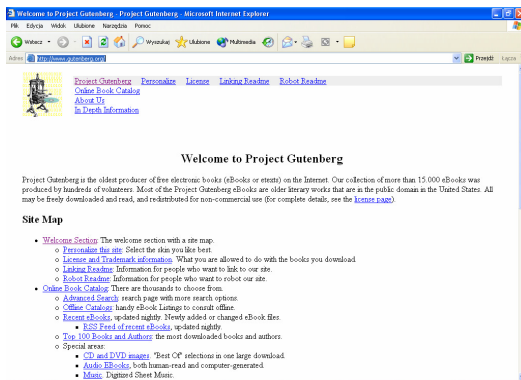 Welcome to Project Gutenberg - Project Gutenberg - Microsoft Internet Explorer
Plik Edycja Widok Ulubione Narzędzia Pomoc
Wstecz Wyszukaj Ulubione Multimedia
Adres http://www.gutenberg.org/ Przejdź Łącza
Project Gutenberg Personalize License Linking Readme Robot Readme
Online Book Catalog
About Us
In Depth Information
Welcome to Project Gutenberg
Project Gutenberg is the oldest producer of free electronic books (eBooks or etexts) on the Internet. Our collection of more than 15.000 eBooks was
produced by hundreds of volunteers. Most of the Project Gutenberg eBooks are older literary works that are in the public domain in the United States. All
may be freely downloaded and read, and redistributed for non-commercial use (for complete details, see the license page).
Site Map
Welcome Section: The welcome section with a site map.
Personalize this site: Select the skin you like best.
License and Trademark information. What you are allowed to do with the books you download.
Linking Readme: Information for people who want to link to our site.
Robot Readme: Information for people who want to robot our site.
Online Book Catalog: there are thousands to choose from.
Advanced Search: search page with more search options.
Offline Catalogs: handy eBook Listings to consult offline.
Recent eBooks, updated nightly. Newly added or changed eBook files.
RSS Feed of recent eBooks, updated nightly.
Top 100 Books and Authors: the most downloaded books and authors.
Special areas:
CD and DVD images. "Best Of" selections in one large download.
Audio EBooks, both human-read and computer-generated.
Music. Digitized Sheet Music.